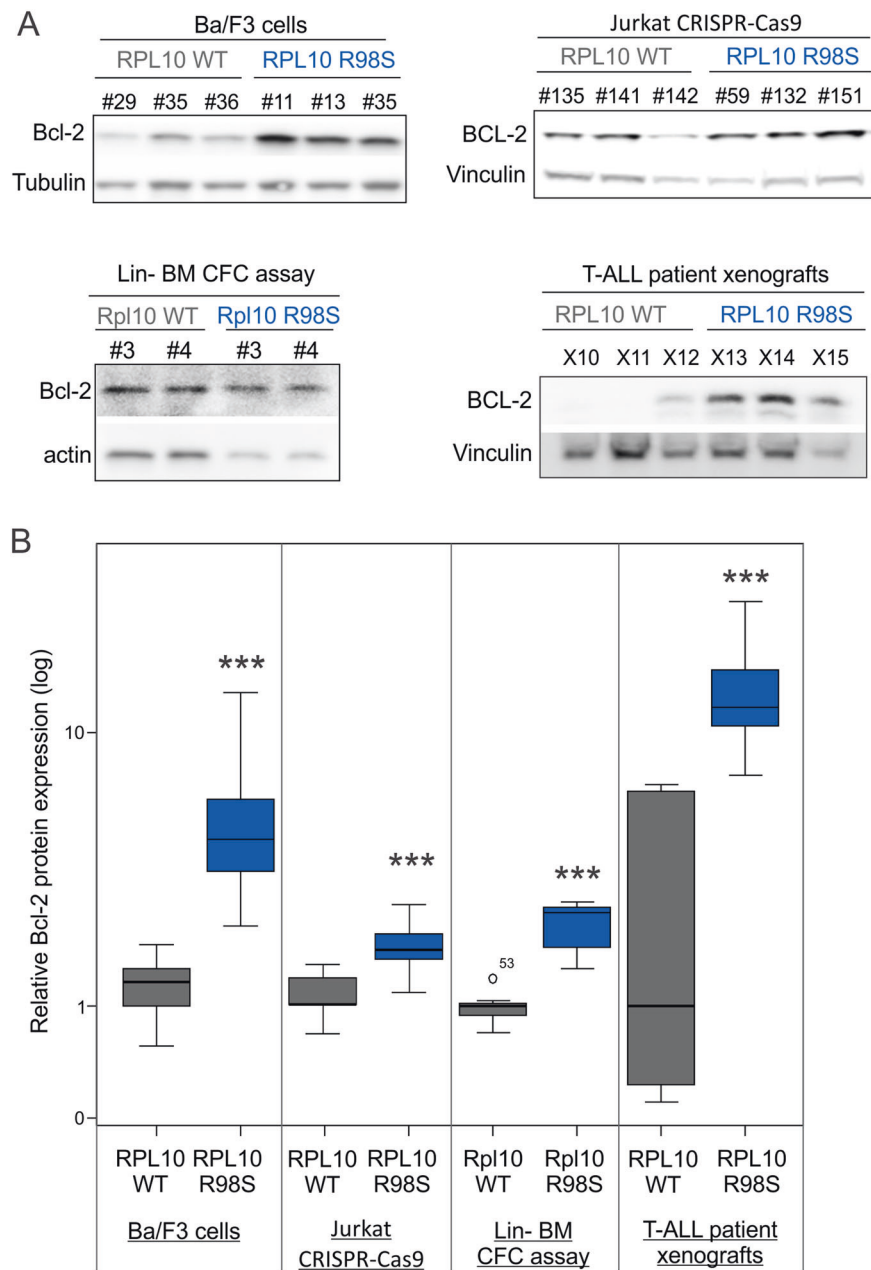 A
Ba/F3 cells
RPL10 WT RPL10 R98S
#29 #35 #36 #11 #13 #35
Bcl-2
Tubulin
Jurkat CRISPR-Cas9
RPL10 WT RPL10 R98S
#135 #141 #142 #59 #132 #151
BCL-2
Vinculin
Lin- BM CFC assay
Rpl10 WT Rpl10 R98S
#3 #4 #3 #4
Bcl-2
actin
T-ALL patient xenografts
RPL10 WT RPL10 R98S
X10 X11 X12 X13 X14 X15
BCL-2
Vinculin
B
Relative Bcl-2 protein expression (log)
10
1
0
***
***
***
***
53
RPL10 RPL10 RPL10 RPL10 Rpl10 Rpl10 RPL10 RPL10
WT R98S WT R98S WT R98S WT R98S
Ba/F3 cells
Jurkat
CRISPR-Cas9
Lin- BM
CFC assay
T-ALL patient
xenografts